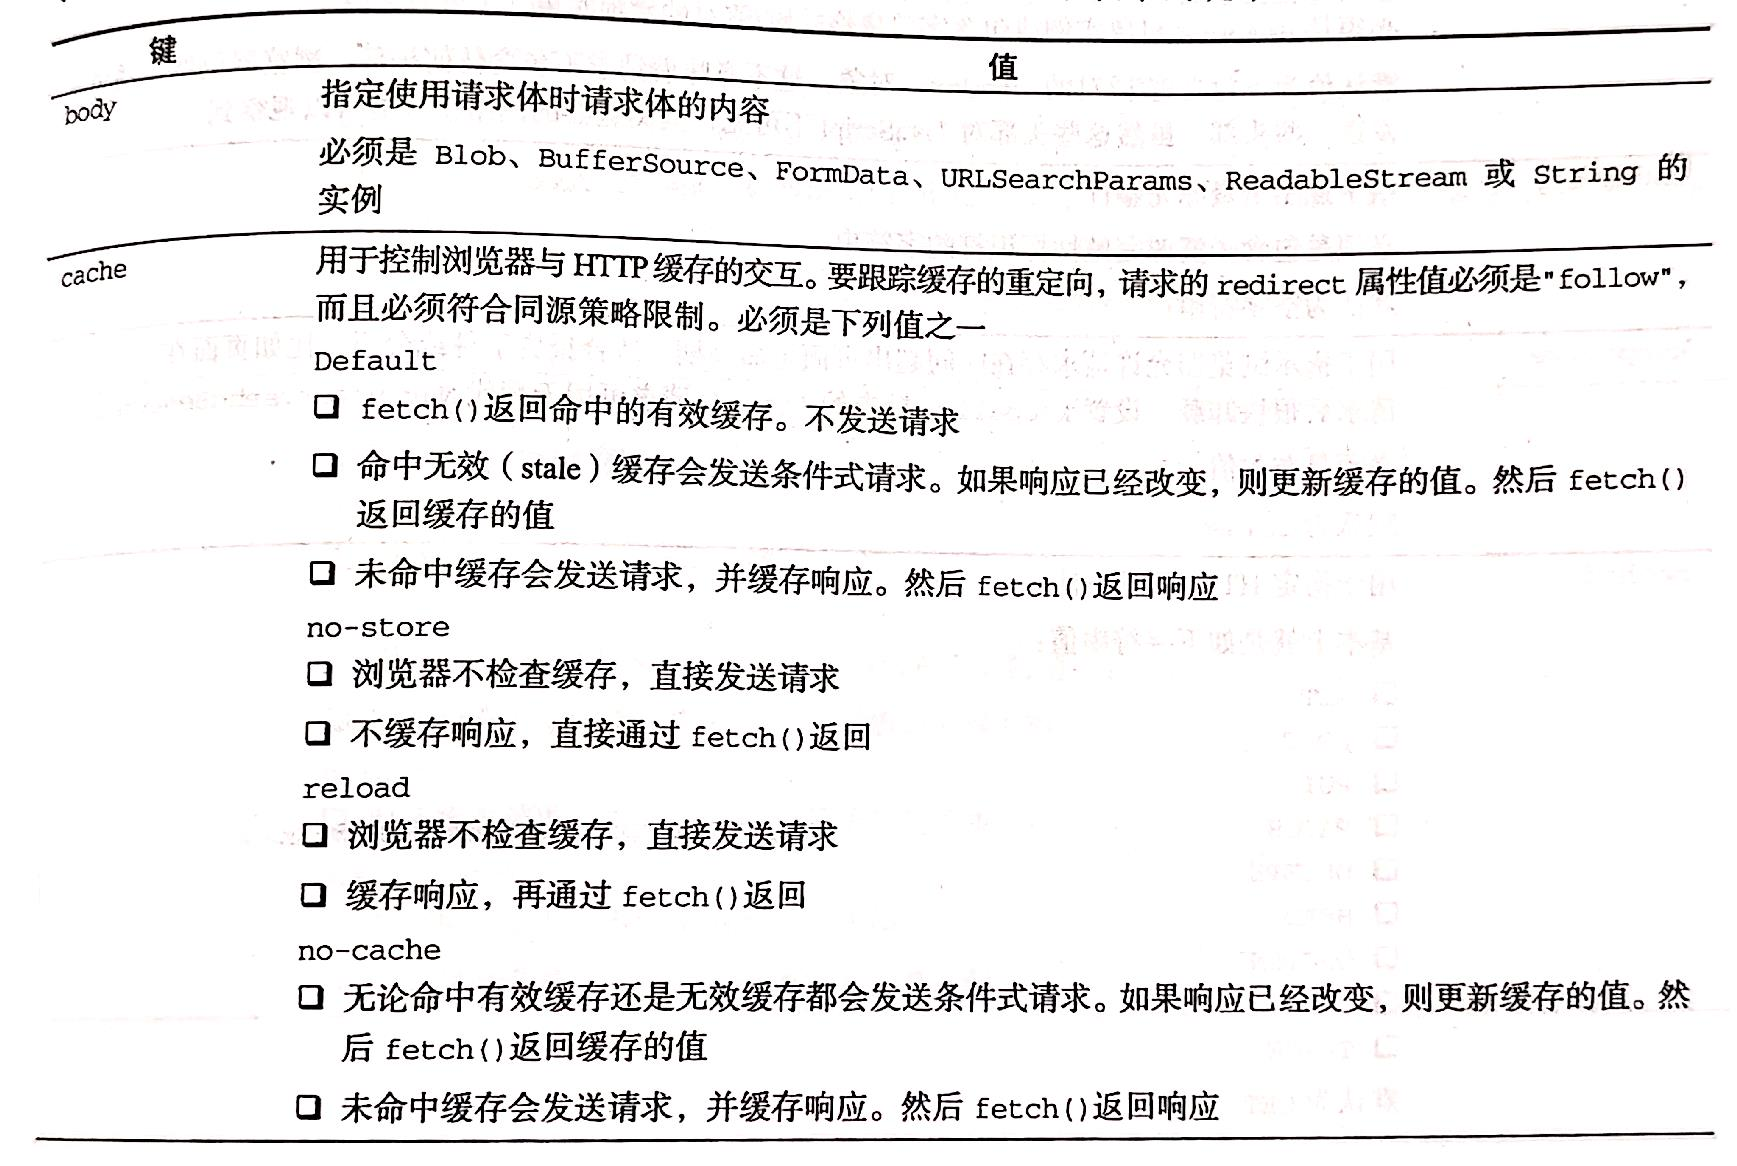 键 值
body 指定使用请求体时请求体的内容
必须是 Blob、BufferSource、FormData、URLSearchParams、ReadableStream 或 String 的
实例
cache 用于控制浏览器与 HTTP 缓存的交互。要跟踪缓存的重定向，请求的 redirect 属性值必须是"follow"，
而且必须符合同源策略限制。必须是下列值之一
Default
❑ fetch()返回命中的有效缓存。不发送请求
❑ 命中无效（stale）缓存会发送条件式请求。如果响应已经改变，则更新缓存的值。然后 fetch()
返回缓存的值
❑ 未命中缓存会发送请求，并缓存响应。然后 fetch()返回响应
no-store
❑ 浏览器不检查缓存，直接发送请求
❑ 不缓存响应，直接通过 fetch()返回
reload
❑ 浏览器不检查缓存，直接发送请求
❑ 缓存响应，再通过 fetch()返回
no-cache
❑ 无论命中有效缓存还是无效缓存都会发送条件式请求。如果响应已经改变，则更新缓存的值。然
后 fetch()返回缓存的值
❑ 未命中缓存会发送请求，并缓存响应。然后 fetch()返回响应